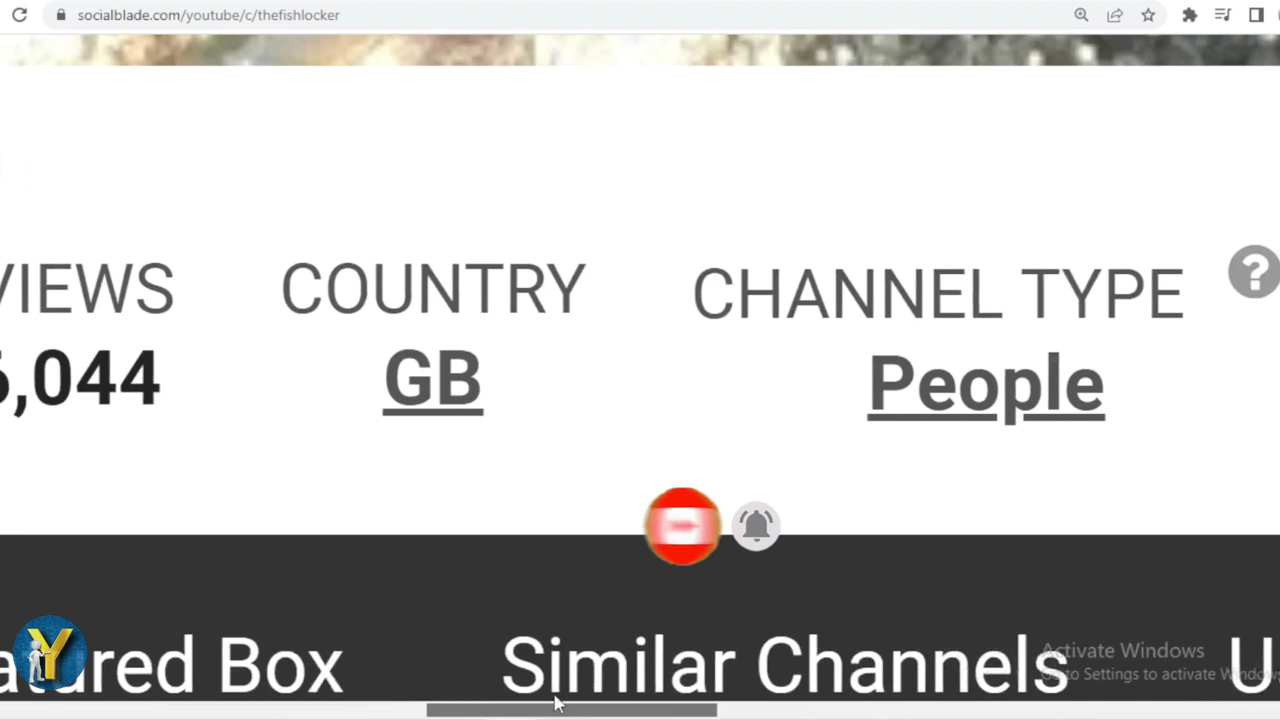 socialblade.com/youtube/c/thefishlocker
VIEWS COUNTRY CHANNEL TYPE ?
6,044 GB People
Similar Channels
Box
Activate Windows
Go to Settings to activate Windows.
Y